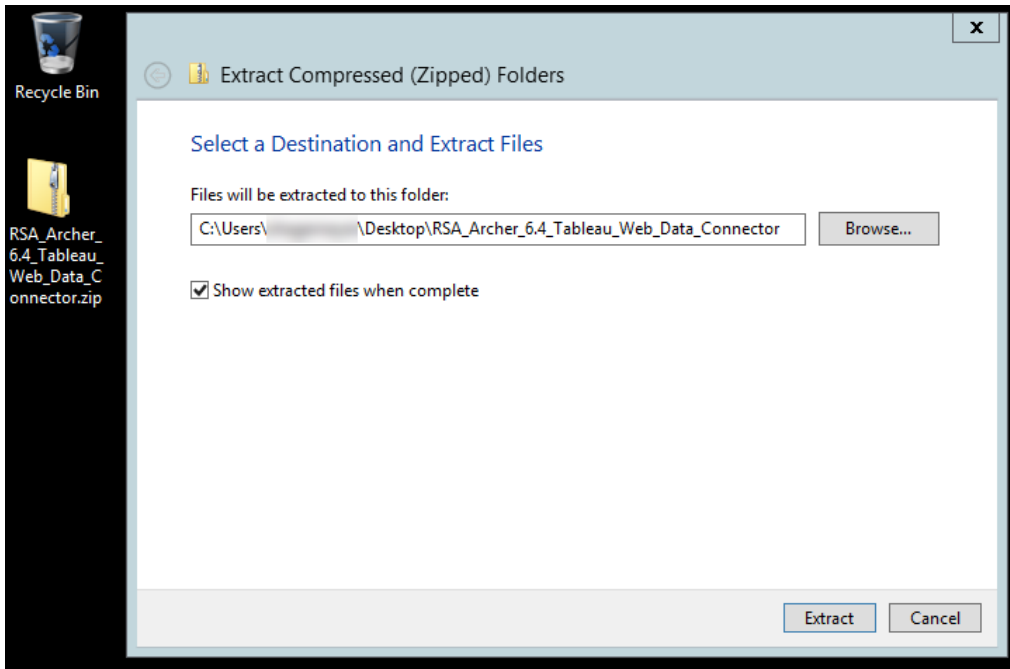 Recycle Bin
RSA_Archer_
6.4_Tableau_
Web_Data_C
onnector.zip
x
Extract Compressed (Zipped) Folders
Select a Destination and Extract Files
Files will be extracted to this folder:
C:\Users\ \Desktop\RSA_Archer_6.4_Tableau_Web_Data_Connector
Browse...
Show extracted files when complete
Extract
Cancel